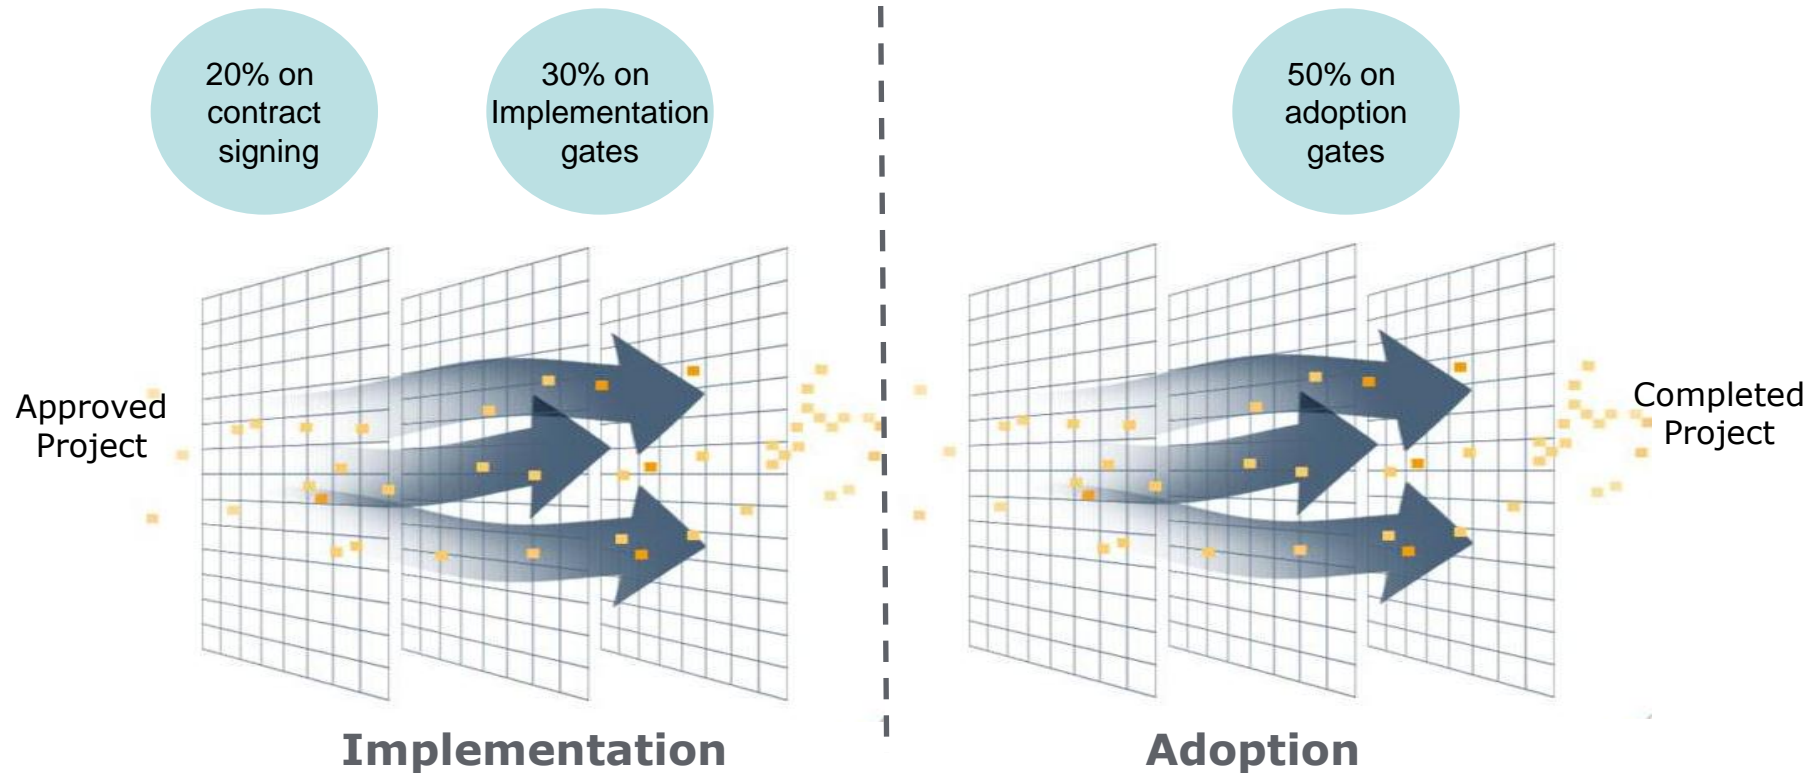 20% on
contract
signing
30% on
Implementation
gates
50% on
adoption
gates
Approved
Project
Completed
Project
Implementation
Adoption